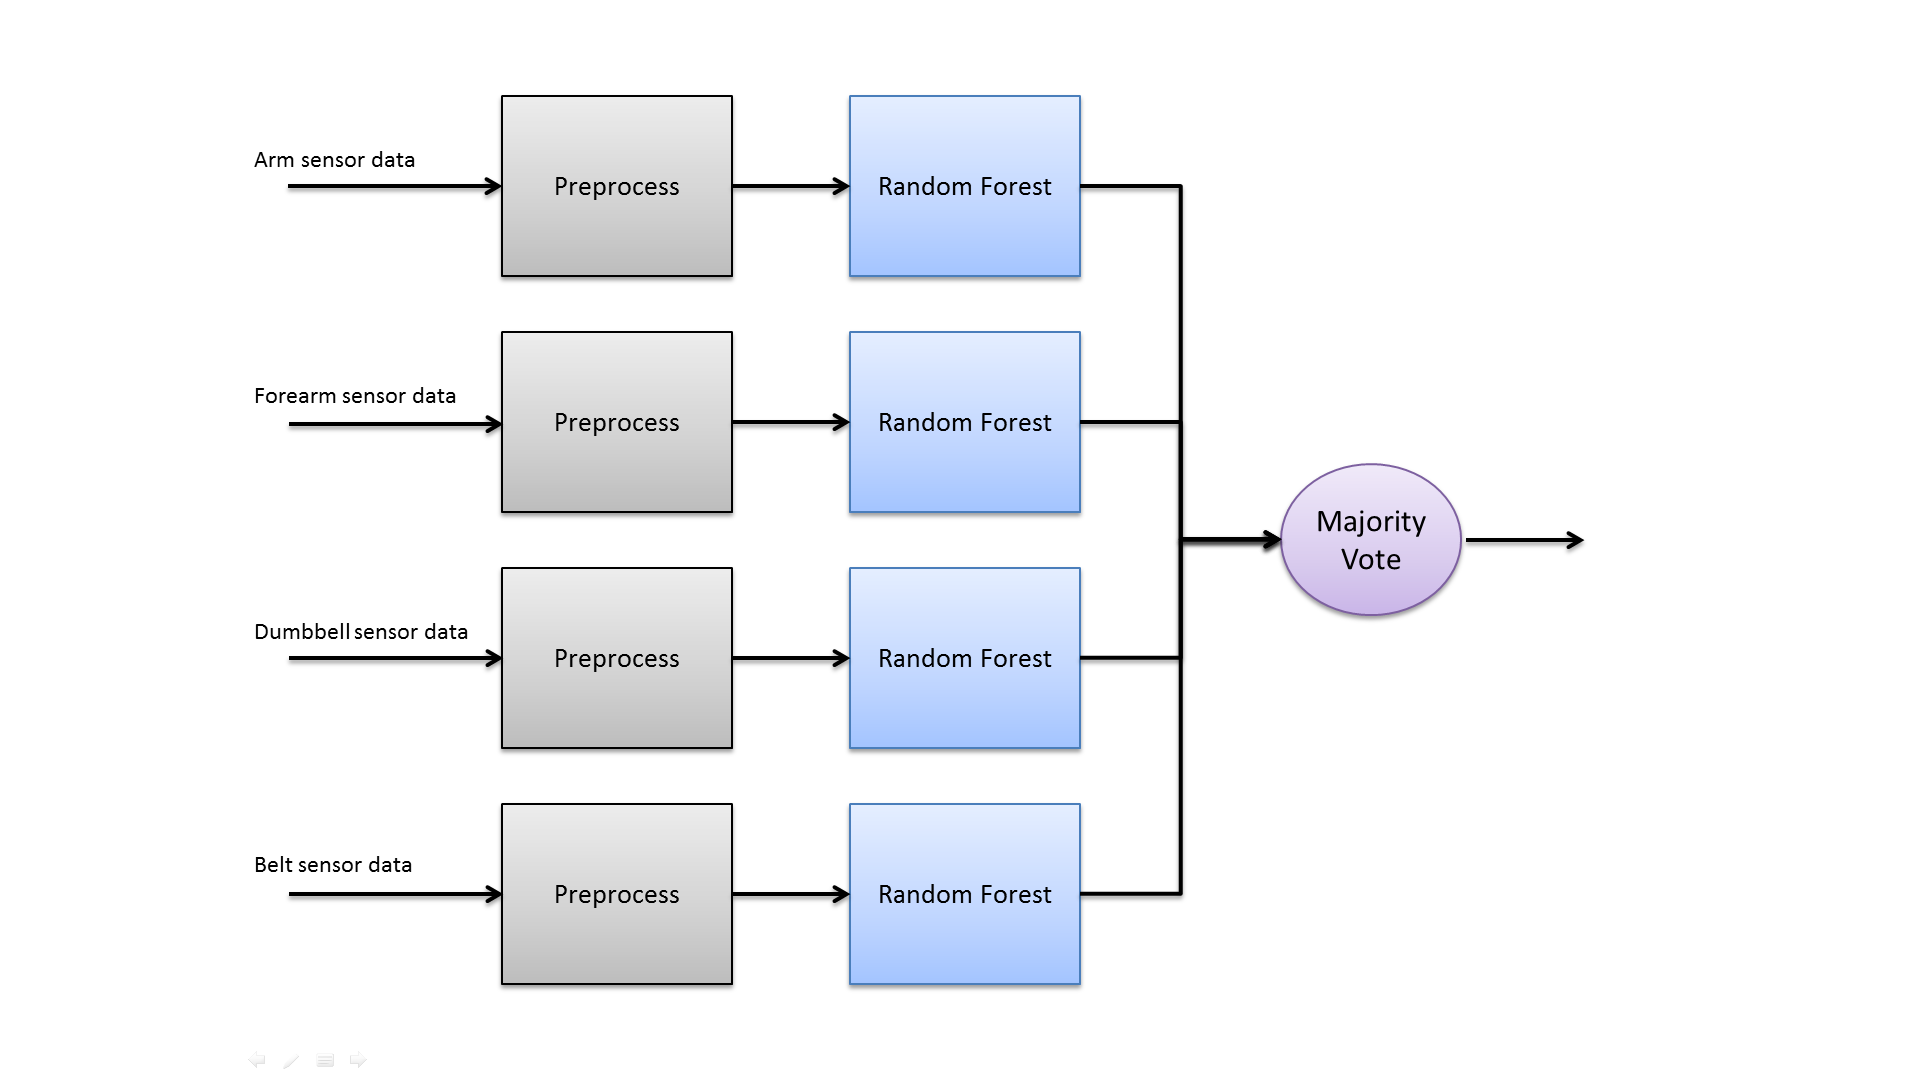 Arm sensor data
Preprocess
Random Forest
Forearm sensor data
Preprocess
Random Forest
Majority
Vote
Dumbbell sensor data
Preprocess
Random Forest
Belt sensor data
Preprocess
Random Forest